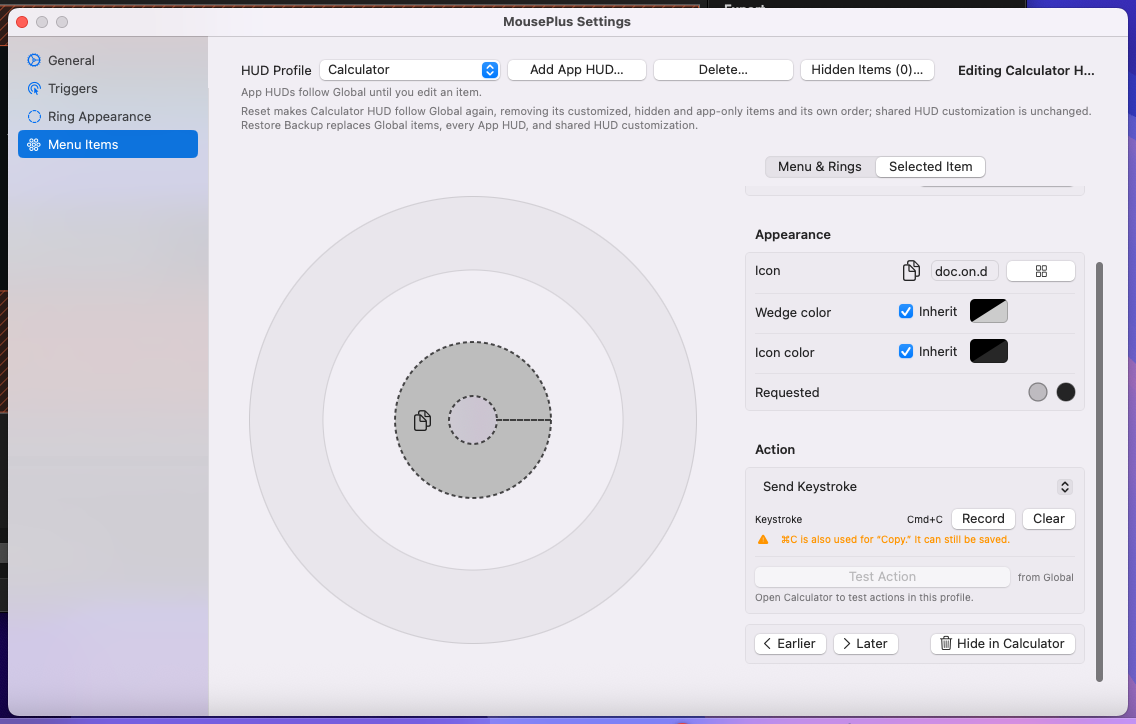 Export
MousePlus Settings
General
Triggers
Ring Appearance
Menu Items
HUD Profile Calculator Add App HUD... Delete... Hidden Items (0)... Editing Calculator H...
App HUDs follow Global until you edit an item.
Reset makes Calculator HUD follow Global again, removing its customized, hidden and app-only items and its own order; shared HUD customization is unchanged.
Restore Backup replaces Global items, every App HUD, and shared HUD customization.
Menu & Rings Selected Item
Appearance
Icon doc.on.d
Wedge color Inherit
Icon color Inherit
Requested
Action
Send Keystroke
Keystroke Cmd+C Record Clear
⌘C is also used for “Copy.” It can still be saved.
Test Action from Global
Open Calculator to test actions in this profile.
Earlier Later Hide in Calculator